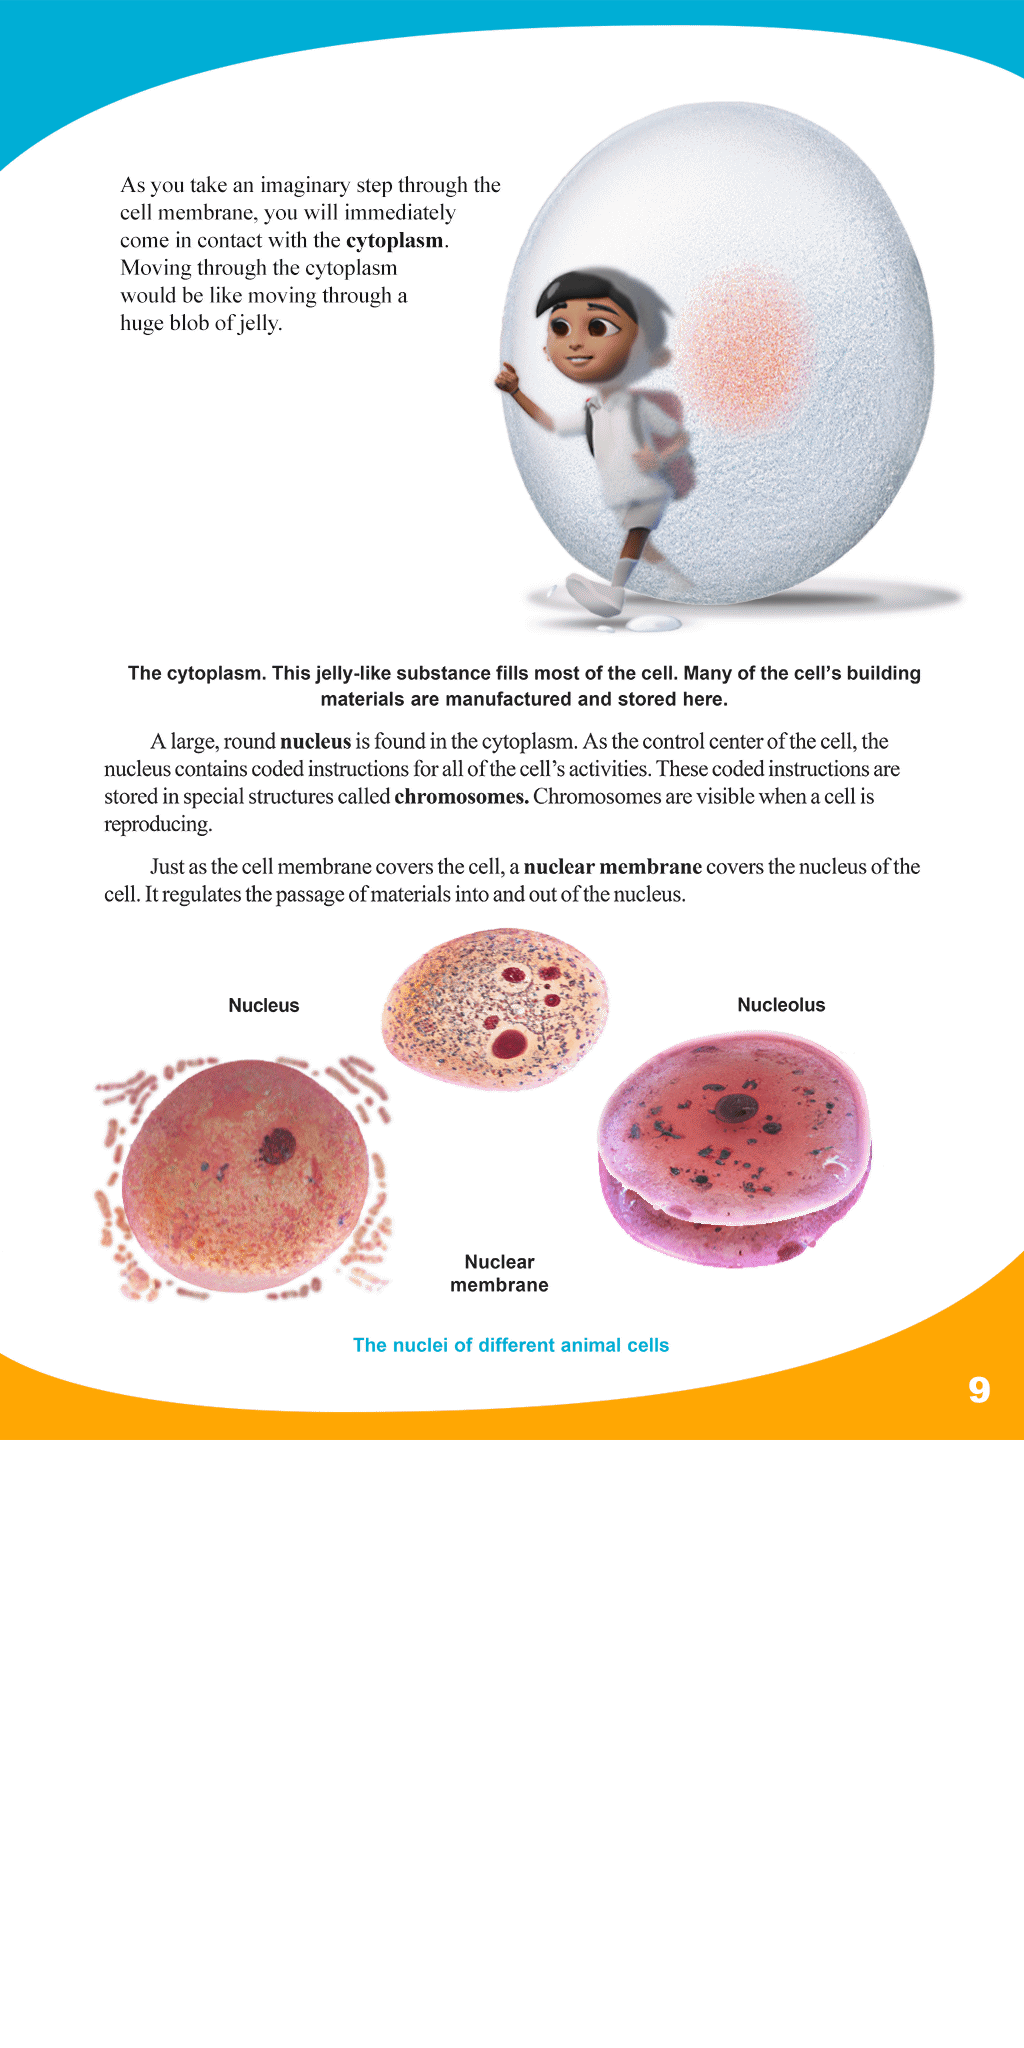 As you take an imaginary step through the
cell membrane, you will immediately
come in contact with the cytoplasm.
Moving through the cytoplasm
would be like moving through a
huge blob of jelly.
The cytoplasm. This jelly-like substance fills most of the cell. Many of the cell’s building
materials are manufactured and stored here.
A large, round nucleus is found in the cytoplasm. As the control center of the cell, the
nucleus contains coded instructions for all of the cell’s activities. These coded instructions are
stored in special structures called chromosomes. Chromosomes are visible when a cell is
reproducing.
Just as the cell membrane covers the cell, a nuclear membrane covers the nucleus of the
cell. It regulates the passage of materials into and out of the nucleus.
Nucleus
Nucleolus
Nuclear
membrane
The nuclei of different animal cells
9